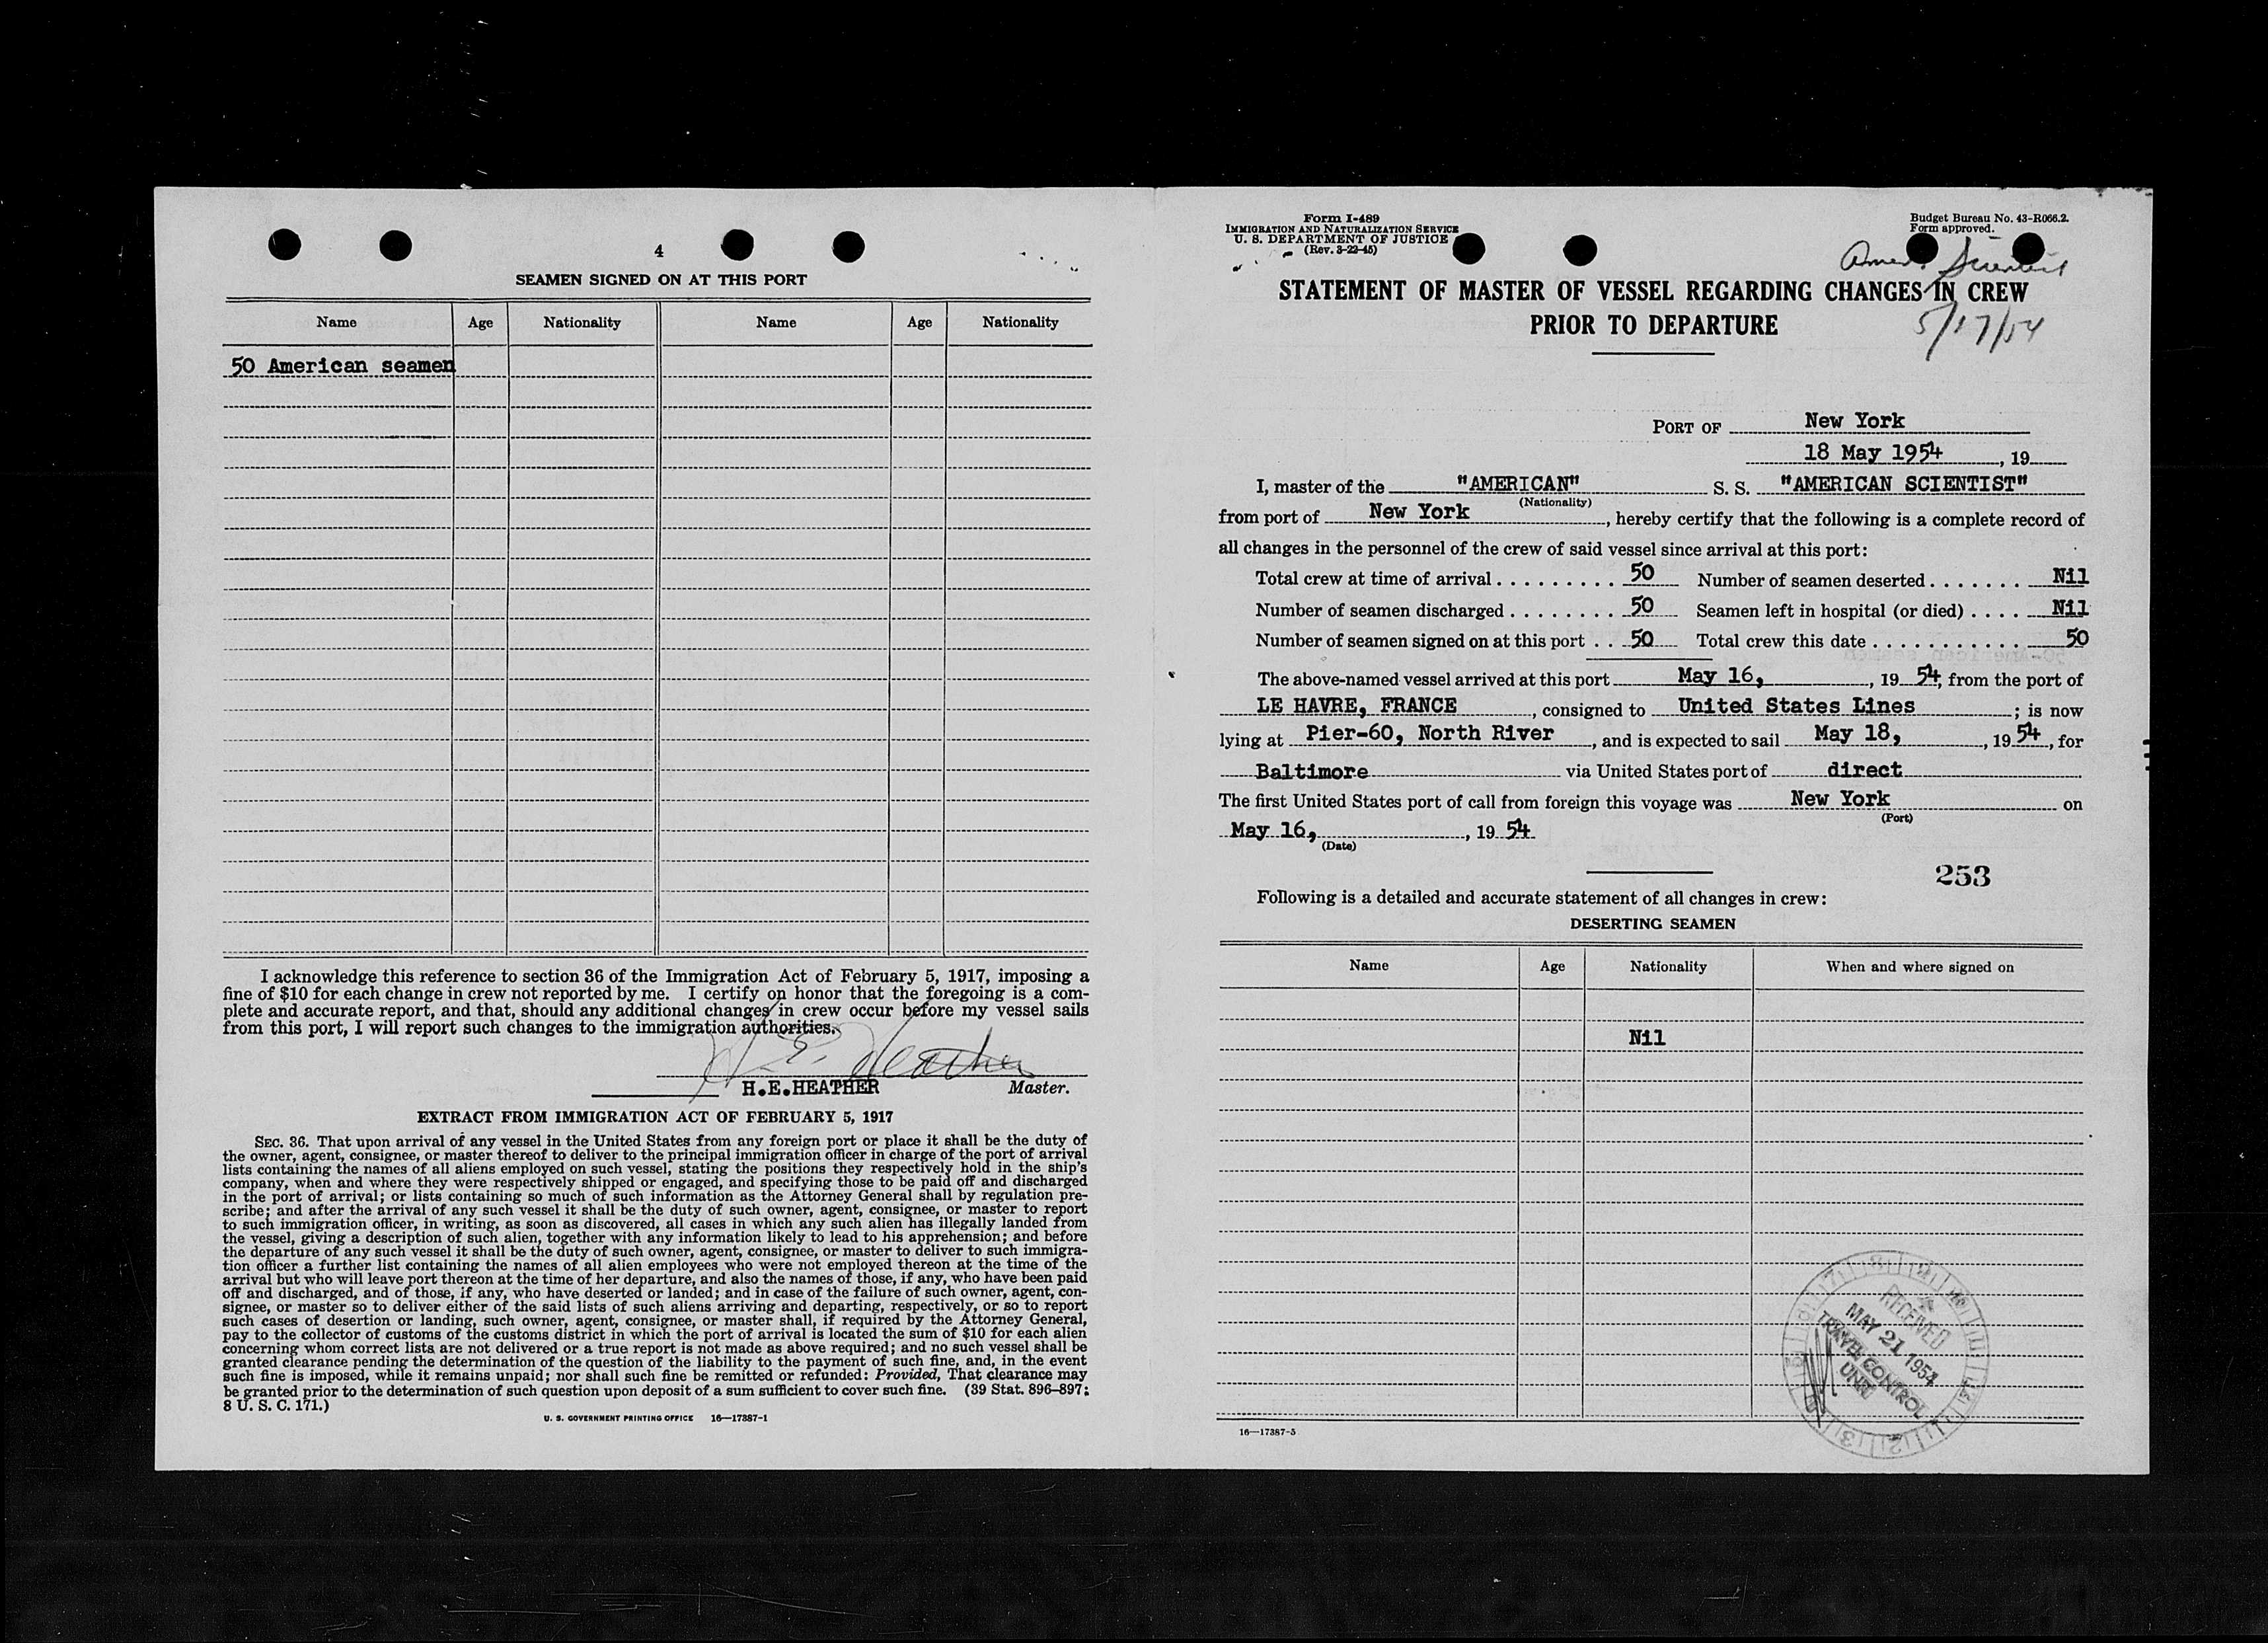 4
SEAMEN SIGNED ON AT THIS PORT
Name Age Nationality Name Age Nationality
50 American seamen
I acknowledge this reference to section 36 of the Immigration Act of February 5, 1917, imposing a
fine of $10 for each change in crew not reported by me. I certify on honor that the foregoing is a com-
plete and accurate report, and that, should any additional changes in crew occur before my vessel sails
from this port, I will report such changes to the immigration authorities.
H E. Heather
H.E.HEATHER Master.
EXTRACT FROM IMMIGRATION ACT OF FEBRUARY 5, 1917
SEC. 36. That upon arrival of any vessel in the United States from any foreign port or place it shall be the duty of
the owner, agent, consignee, or master thereof to deliver to the principal immigration officer in charge of the port of arrival
lists containing the names of all aliens employed on such vessel, stating the positions they respectively hold in the ship's
company, when and where they were respectively shipped or engaged, and specifying those to be paid off and discharged
in the port of arrival; or lists containing so much of such information as the Attorney General shall by regulation pre-
scribe; and after the arrival of any such vessel it shall be the duty of such owner, agent, consignee, or master to report
to such immigration officer, in writing, as soon as discovered, all cases in which any such alien has illegally landed from
the vessel, giving a description of such alien, together with any information likely to lead to his apprehension; and before
the departure of any such vessel it shall be the duty of such owner, agent, consignee, or master to deliver to such immigra-
tion officer a further list containing the names of all alien employees who were not employed thereon at the time of the
arrival but who will leave port thereon at the time of her departure, and also the names of those, if any, who have been paid
off and discharged, and of those, if any, who have deserted or landed; and in case of the failure of such owner, agent, con-
signee, or master so to deliver either of the said lists of such aliens arriving and departing, respectively, or so to report
such cases of desertion or landing, such owner, agent, consignee, or master shall, if required by the Attorney General,
pay to the collector of customs of the customs district in which the port of arrival is located the sum of $10 for each alien
concerning whom correct lists are not delivered or a true report is not made as above required; and no such vessel shall be
granted clearance pending the determination of the question of the liability to the payment of such fine, and, in the event
such fine is imposed, while it remains unpaid; nor shall such fine be remitted or refunded: Provided, That clearance may
be granted prior to the determination of such question upon deposit of a sum sufficient to cover such fine. (39 Stat. 896–897;
8 U. S. C. 171.)
U. S. GOVERNMENT PRINTING OFFICE 16—17387-1
Form I-489
IMMIGRATION AND NATURALIZATION SERVICE
U. S. DEPARTMENT OF JUSTICE
(Rev. 3-22-45)
Budget Bureau No. 43-R066.2.
Form approved.
Amer. Scientist
STATEMENT OF MASTER OF VESSEL REGARDING CHANGES IN CREW
PRIOR TO DEPARTURE
5/17/54
PORT OF New York
18 May 1954, 19
I, master of the "AMERICAN" S. S. "AMERICAN SCIENTIST"
(Nationality)
from port of New York, hereby certify that the following is a complete record of
all changes in the personnel of the crew of said vessel since arrival at this port:
Total crew at time of arrival . . . . . . . . . 50 Number of seamen deserted . . . . . . . Nil
Number of seamen discharged . . . . . . . . 50 Seamen left in hospital (or died) . . . . Nil
Number of seamen signed on at this port . . 50 Total crew this date . . . . . . . . . . . . 50
The above-named vessel arrived at this port May 16, , 19 54, from the port of
LE HAVRE, FRANCE , consigned to United States Lines ; is now
lying at Pier-60, North River , and is expected to sail May 18, , 19 54 , for
Baltimore via United States port of direct
The first United States port of call from foreign this voyage was New York on
(Port)
May 16, , 19 54
(Date)
253
Following is a detailed and accurate statement of all changes in crew:
DESERTING SEAMEN
Name Age Nationality When and where signed on
Nil
RECEIVED
MAY 21 1954
TRAVEL CONTROL
UNIT
16—17387-5